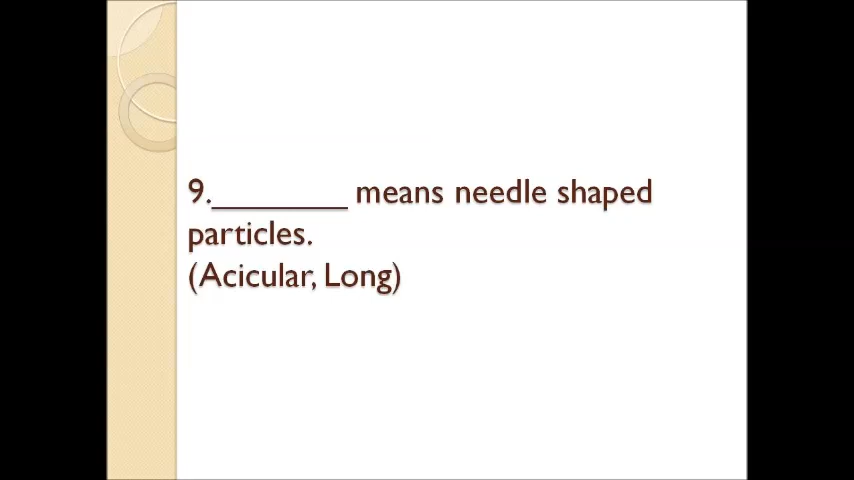 9.________ means needle shaped
particles.
(Acicular, Long)